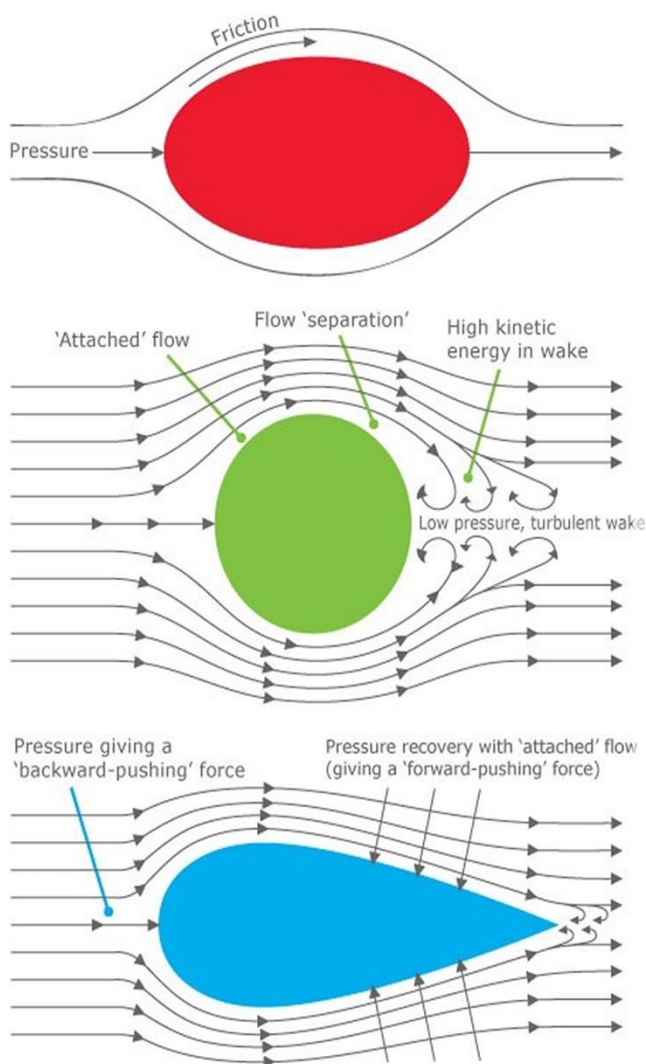 Friction
Pressure
Flow 'separation'
High kinetic
energy in wake
'Attached' flow
Low pressure, turbulent wake
Pressure giving a
'backward-pushing' force
Pressure recovery with 'attached' flow
(giving a 'forward-pushing' force)